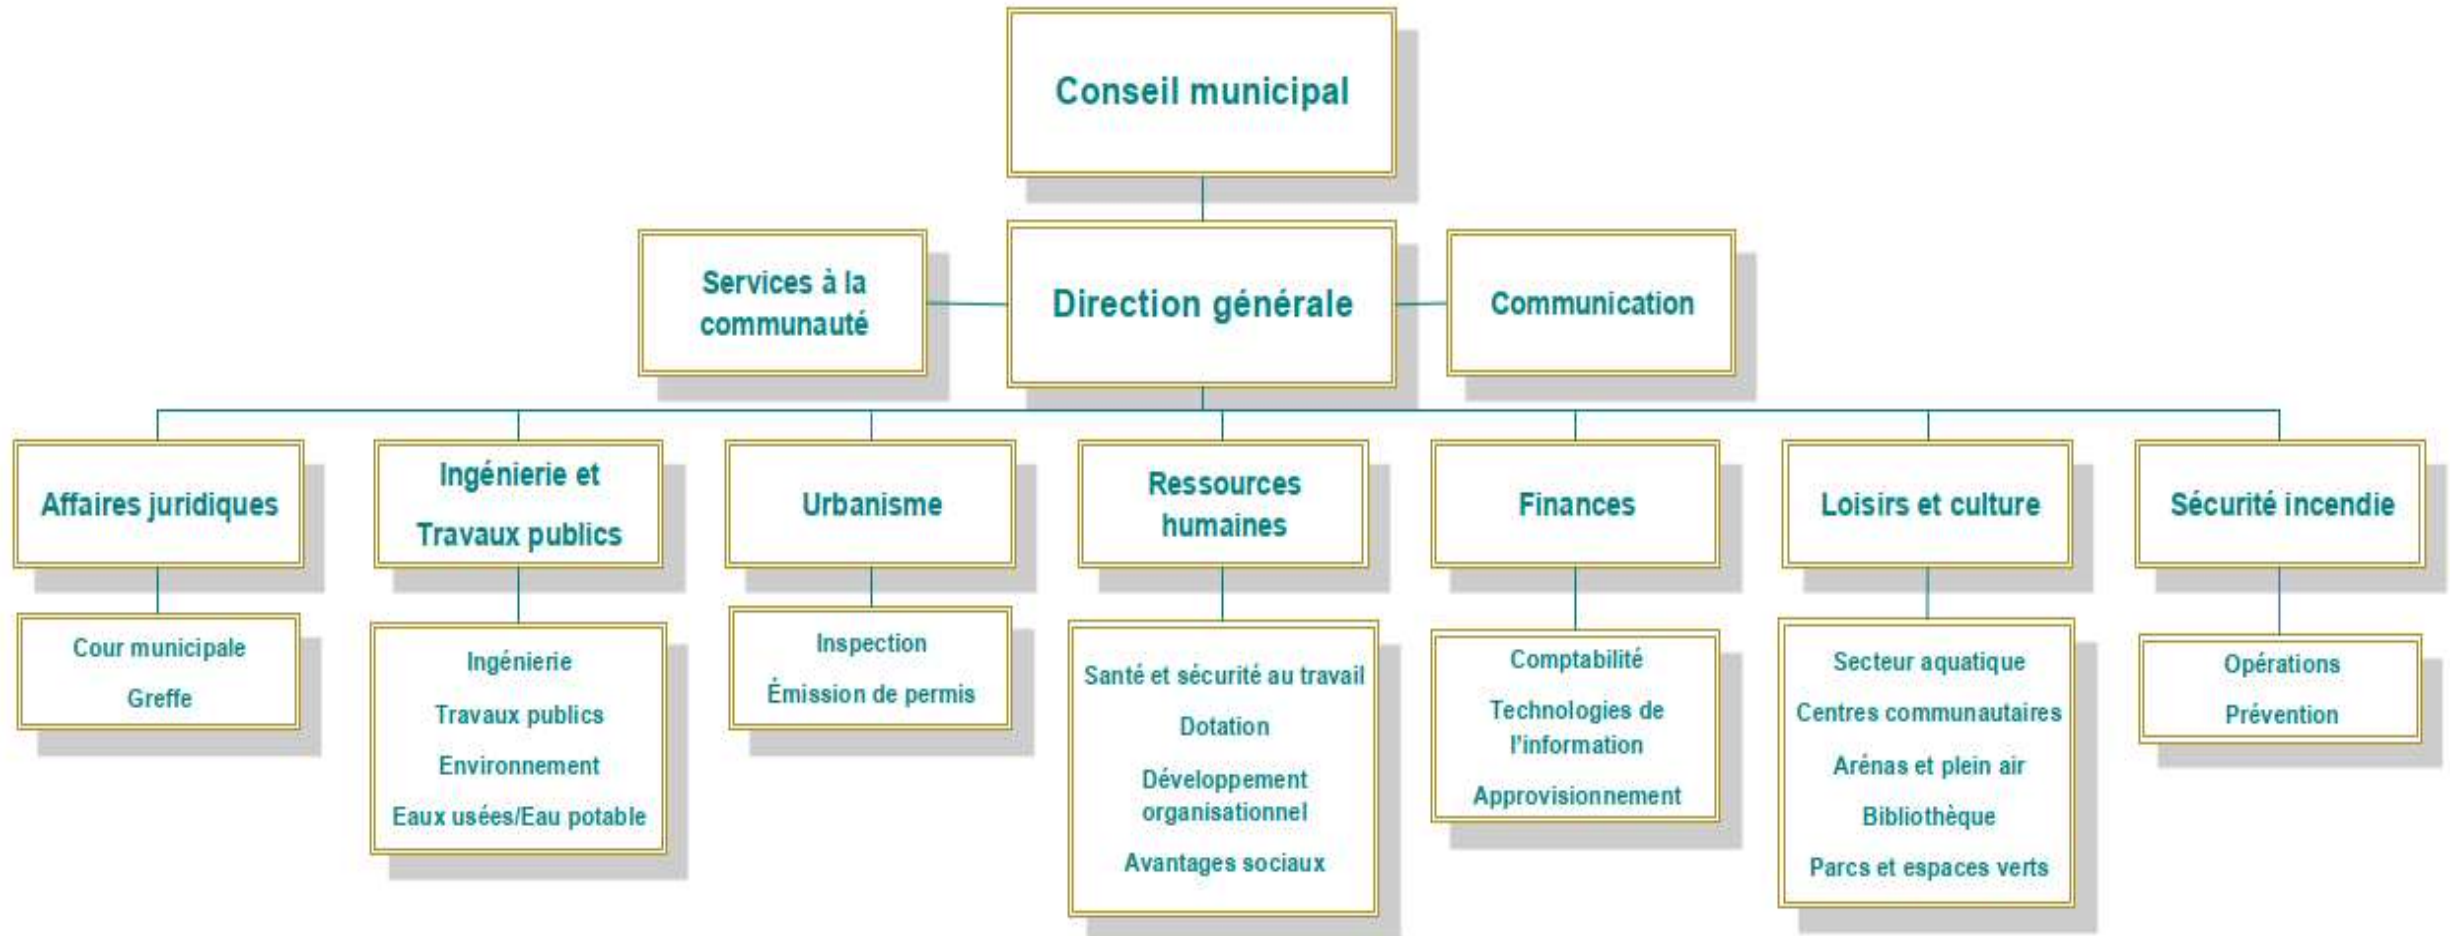 Conseil municipal
Services à la
communauté
Direction générale
Communication
Affaires juridiques
Ingénierie et
Travaux publics
Urbanisme
Ressources
humaines
Finances
Loisirs et culture
Sécurité incendie
Cour municipale
Greffe
Ingénierie
Travaux publics
Environnement
Eaux usées/Eau potable
Inspection
Émission de permis
Santé et sécurité au travail
Dotation
Développement
organisationnel
Avantages sociaux
Comptabilité
Technologies de
l'information
Approvisionnement
Secteur aquatique
Centres communautaires
Arénas et plein air
Bibliothèque
Parcs et espaces verts
Opérations
Prévention